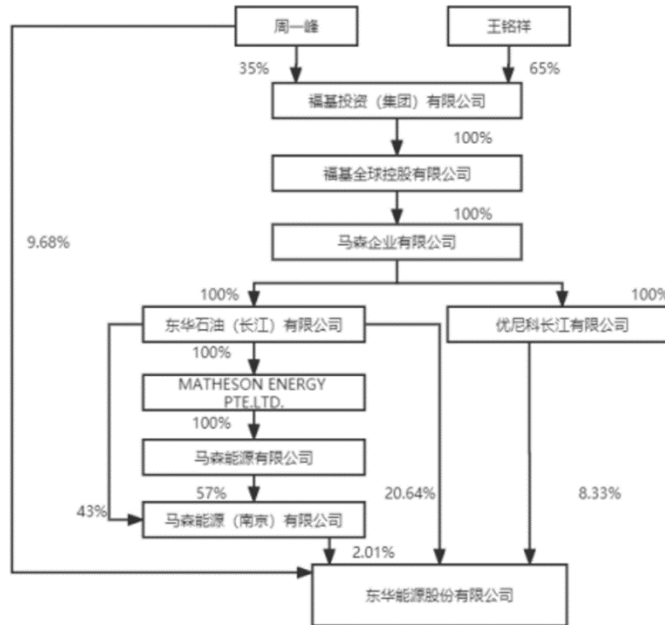 周一峰
王铭祥
35%
65%
福基投资（集团）有限公司
100%
福基全球控股有限公司
100%
9.68%
马森企业有限公司
100%
100%
东华石油（长江）有限公司
优尼科长江有限公司
100%
MATHESON ENERGY
PTE.LTD.
100%
马森能源有限公司
57%
20.64%
8.33%
43%
马森能源（南京）有限公司
2.01%
东华能源股份有限公司